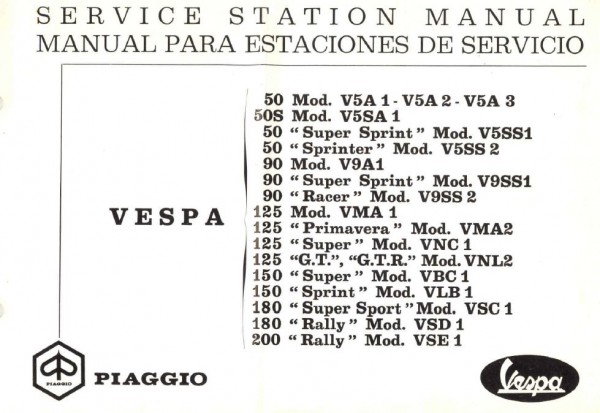 SERVICE STATION MANUAL
MANUAL PARA ESTACIONES DE SERVICIO
VESPA
50 Mod. V5A 1 - V5A 2 - V5A 3
50S Mod. V5SA 1
50 “Super Sprint” Mod. V5SS1
50 “Sprinter” Mod. V5SS 2
90 Mod. V9A1
90 “Super Sprint” Mod. V9SS1
90 “Racer” Mod. V9SS 2
125 Mod. VMA 1
125 “Primavera” Mod. VMA2
125 “Super” Mod. VNC 1
125 “G.T.”, “G.T.R.” Mod. VNL2
150 “Super” Mod. VBC 1
150 “Sprint” Mod. VLB 1
180 “Super Sport” Mod. VSC 1
180 “Rally” Mod. VSD 1
200 “Rally” Mod. VSE 1
PIAGGIO
PIAGGIO
Vespa